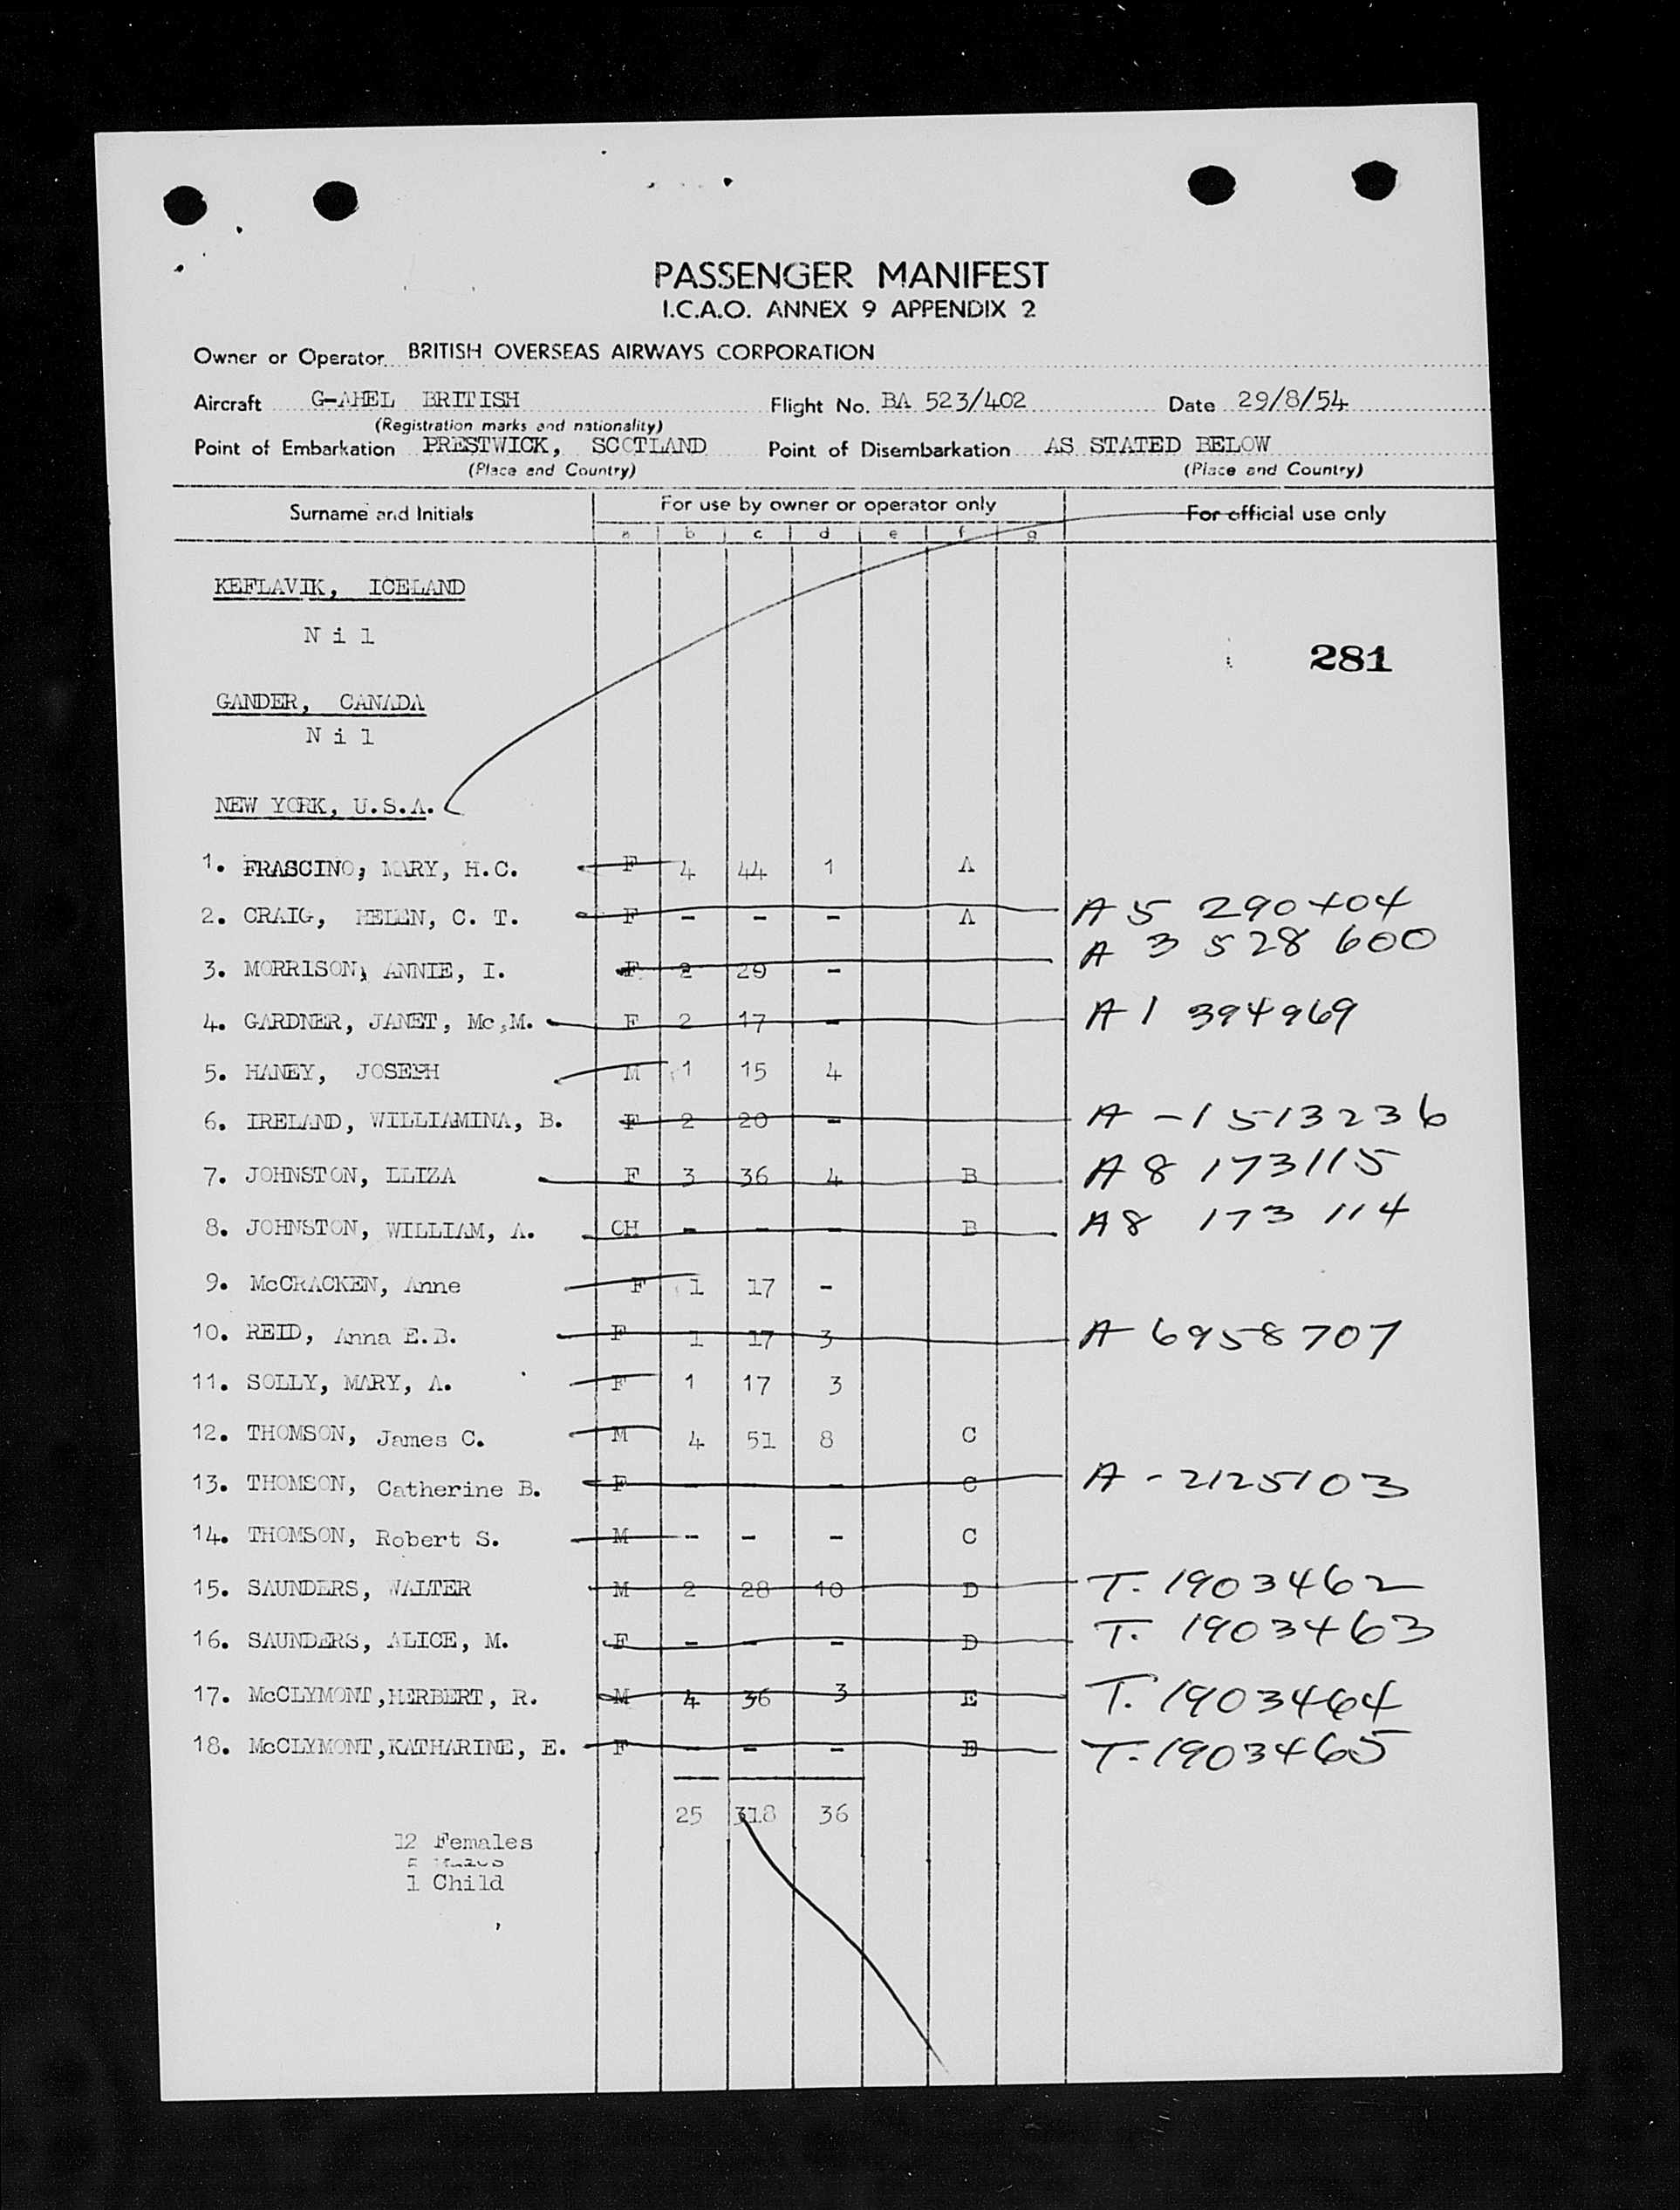 PASSENGER MANIFEST
I.C.A.O. ANNEX 9 APPENDIX 2
Owner or Operator BRITISH OVERSEAS AIRWAYS CORPORATION
Aircraft G-AHEL BRITISH Flight No. BA 523/402 Date 29/8/54
(Registration marks and nationality)
Point of Embarkation PRESTWICK, SCOTLAND Point of Disembarkation AS STATED BELOW
(Place and Country) (Place and Country)
Surname and Initials For use by owner or operator only For official use only
a b c d e f g
KEFLAVIK, ICELAND
Nil
281
GANDER, CANADA
Nil
NEW YORK, U.S.A.
1. FRASCINO, MARY, H.C. F 4 44 1 A
2. CRAIG, HELEN, C. T. F - - - A A5 290404
3. MORRISON, ANNIE, I. F 2 29 - A 3 528 600
4. GARDNER, JANET, Mc,M. F 2 17 - A1 394969
5. HANEY, JOSEPH M 1 15 4
6. IRELAND, WILLIAMINA, B. F 2 20 - A-1513236
7. JOHNSTON, ELIZA F 3 36 4 B A8 173115
8. JOHNSTON, WILLIAM, A. CH - - - B A8 173 114
9. McCRACKEN, Anne F 1 17 -
10. REID, Anna E.B. F 1 17 3 A 6958707
11. SOLLY, MARY, A. F 1 17 3
12. THOMSON, James C. M 4 51 8 C
13. THOMSON, Catherine B. F - - - C A-2125103
14. THOMSON, Robert S. M - - - C
15. SAUNDERS, WALTER M 2 28 10 D T. 1903462
16. SAUNDERS, ALICE, M. F - - - D T. 1903463
17. McCLYMONT,HERBERT, R. M 4 36 3 E T. 1903464
18. McCLYMONT,KATHARINE, E. F - - - E T-1903465
25 318 36
12 Females
5 Males
1 Child